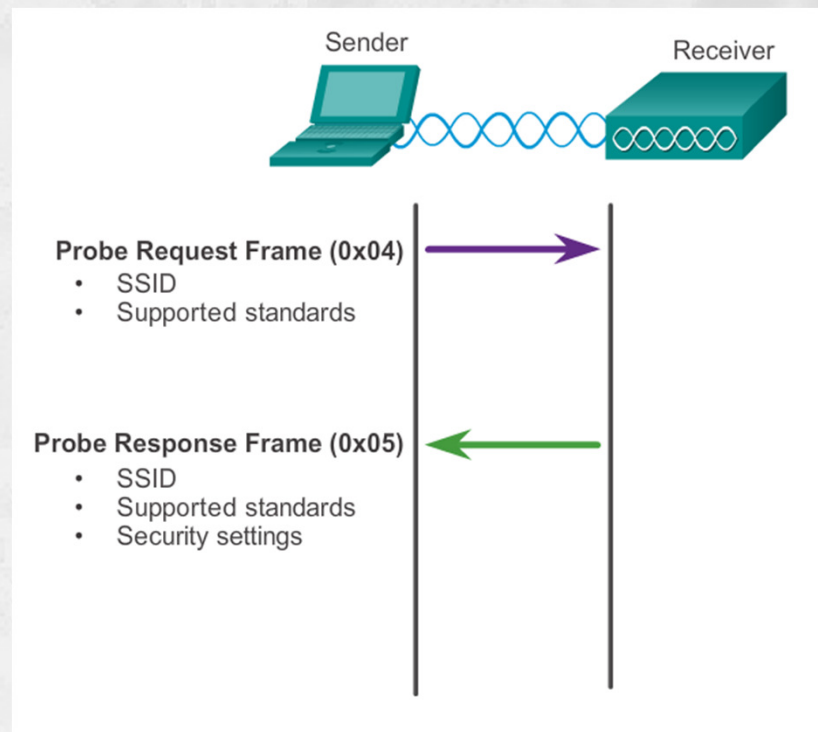 Sender
Receiver
Probe Request Frame (0x04)
• SSID
• Supported standards
Probe Response Frame (0x05)
• SSID
• Supported standards
• Security settings